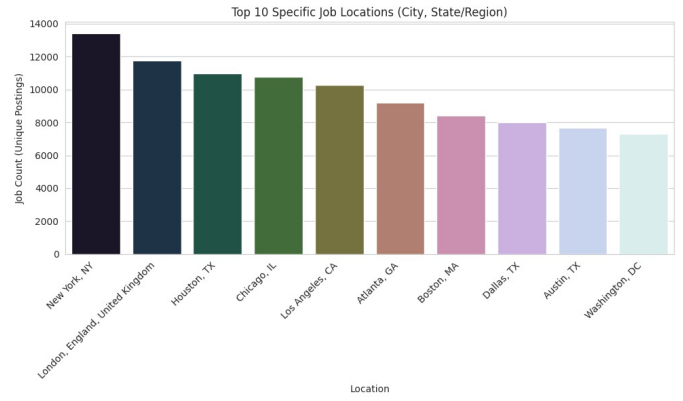 Top 10 Specific Job Locations (City, State/Region)
Job Count (Unique Postings)
14000
12000
10000
8000
6000
4000
2000
0
New York, NY
London, England, United Kingdom
Houston, TX
Chicago, IL
Los Angeles, CA
Atlanta, GA
Boston, MA
Dallas, TX
Austin, TX
Washington, DC
Location